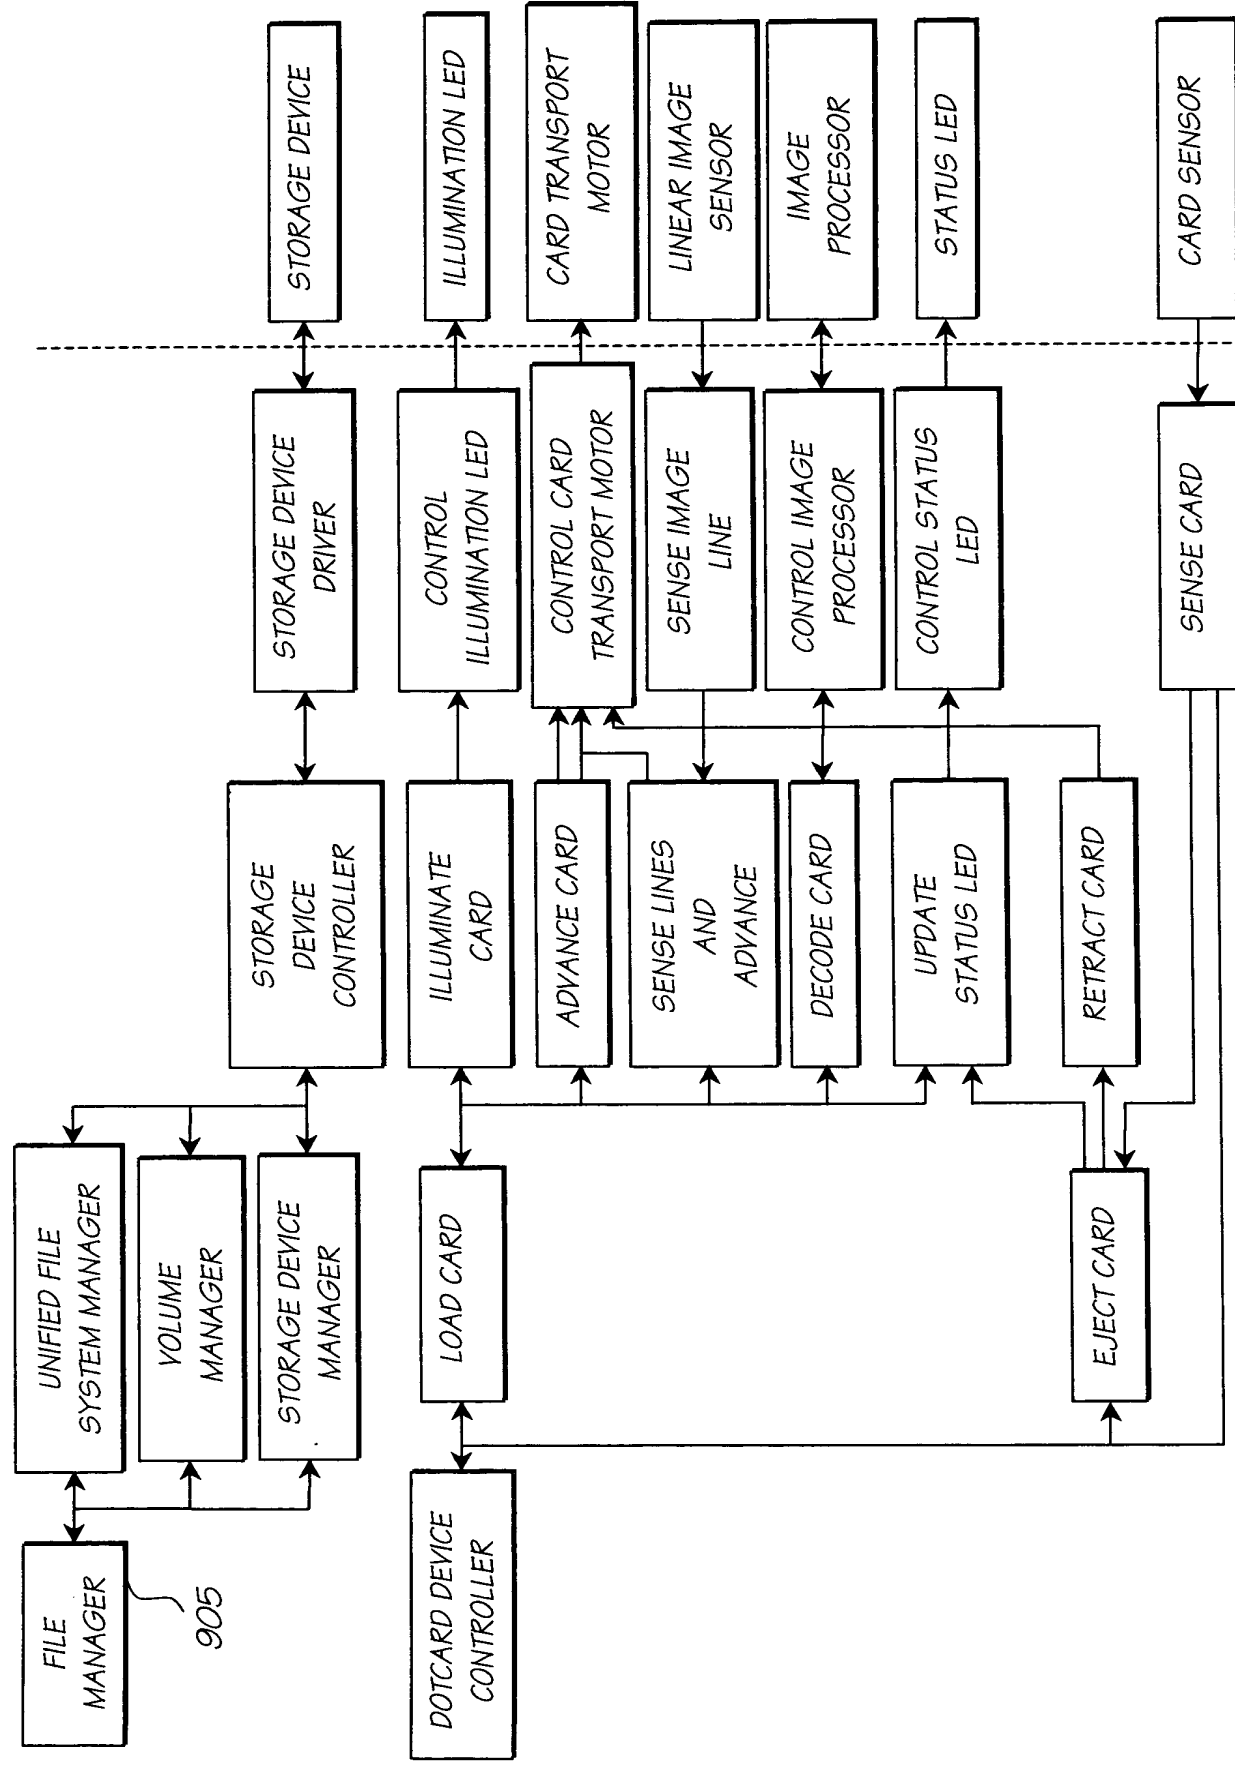 FILE
MANAGER
905
UNIFIED FILE
SYSTEM MANAGER
VOLUME
MANAGER
STORAGE DEVICE
MANAGER
STORAGE
DEVICE
CONTROLLER
STORAGE DEVICE
DRIVER
STORAGE DEVICE
DOTCARD DEVICE
CONTROLLER
LOAD CARD
ILLUMINATE
CARD
CONTROL
ILLUMINATION LED
ILLUMINATION LED
ADVANCE CARD
CONTROL CARD
TRANSPORT MOTOR
CARD TRANSPORT
MOTOR
SENSE LINES
AND
ADVANCE
SENSE IMAGE
LINE
LINEAR IMAGE
SENSOR
DECODE CARD
CONTROL IMAGE
PROCESSOR
IMAGE
PROCESSOR
UPDATE
STATUS LED
CONTROL STATUS
LED
STATUS LED
EJECT CARD
RETRACT CARD
SENSE CARD
CARD SENSOR